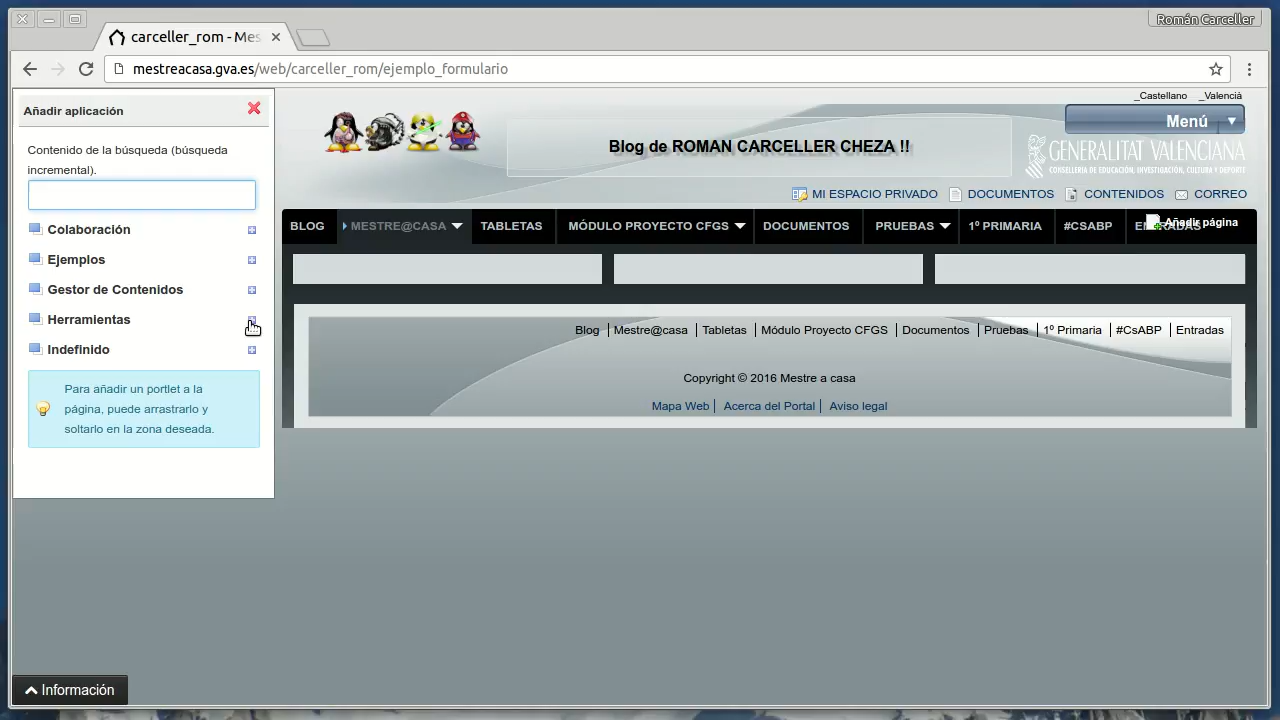 Román Carceller
carceller_rom - Mes
mestreacasa.gva.es/web/carceller_rom/ejemplo_formulario
Añadir aplicación
Contenido de la búsqueda (búsqueda
incremental).
Colaboración
Ejemplos
Gestor de Contenidos
Herramientas
Indefinido
Para añadir un portlet a la
página, puede arrastrarlo y
soltarlo en la zona deseada.
_Castellano _Valencià
Menú
Blog de ROMAN CARCELLER CHEZA !!
GENERALITAT VALENCIANA
CONSELLERIA DE EDUCACIÓN, INVESTIGACIÓN, CULTURA Y DEPORTE
MI ESPACIO PRIVADO DOCUMENTOS CONTENIDOS CORREO
BLOG MESTRE@CASA TABLETAS MÓDULO PROYECTO CFGS DOCUMENTOS PRUEBAS 1º PRIMARIA #CSABP ENTRADAS
Añadir página
Blog Mestre@casa Tabletas Módulo Proyecto CFGS Documentos Pruebas 1º Primaria #CsABP Entradas
Copyright © 2016 Mestre a casa
Mapa Web Acerca del Portal Aviso legal
Información